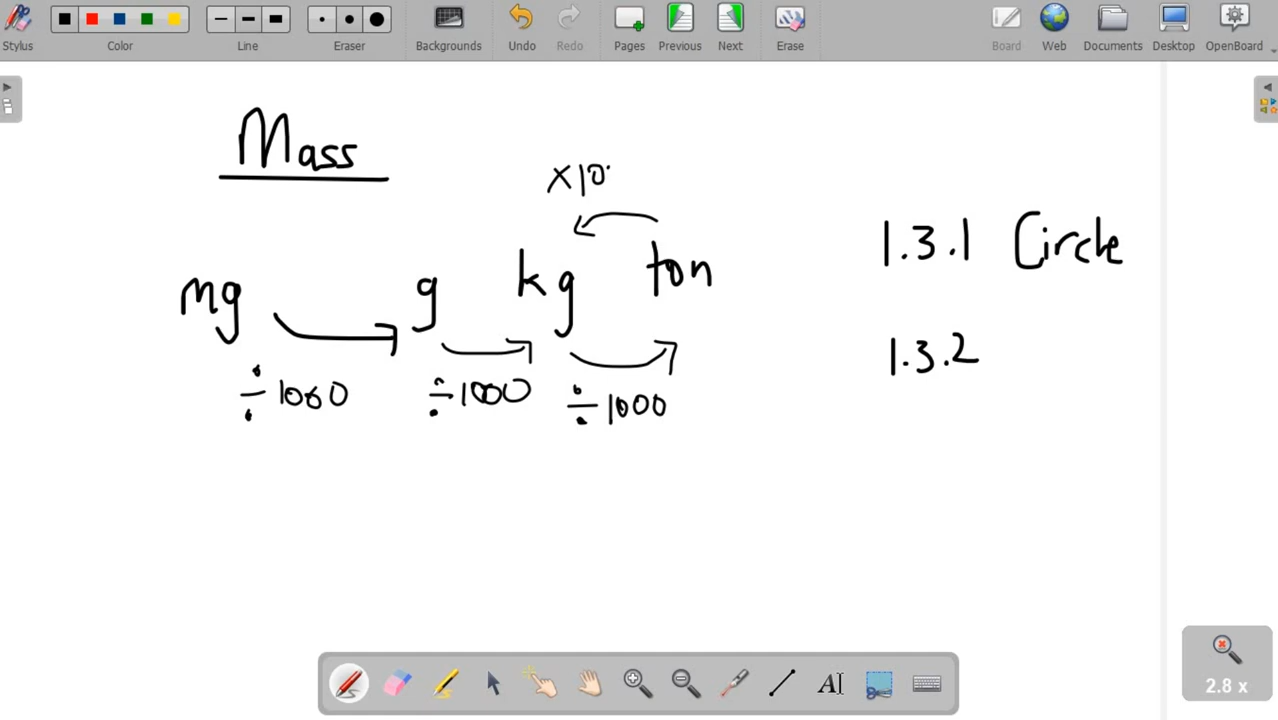 Stylus Color Line Eraser Backgrounds Undo Redo Pages Previous Next Erase Board Web Documents Desktop OpenBoard
Mass
×10
mg g kg ton
÷1000 ÷1000 ÷1000
1.3.1 Circle
1.3.2
2.8 x